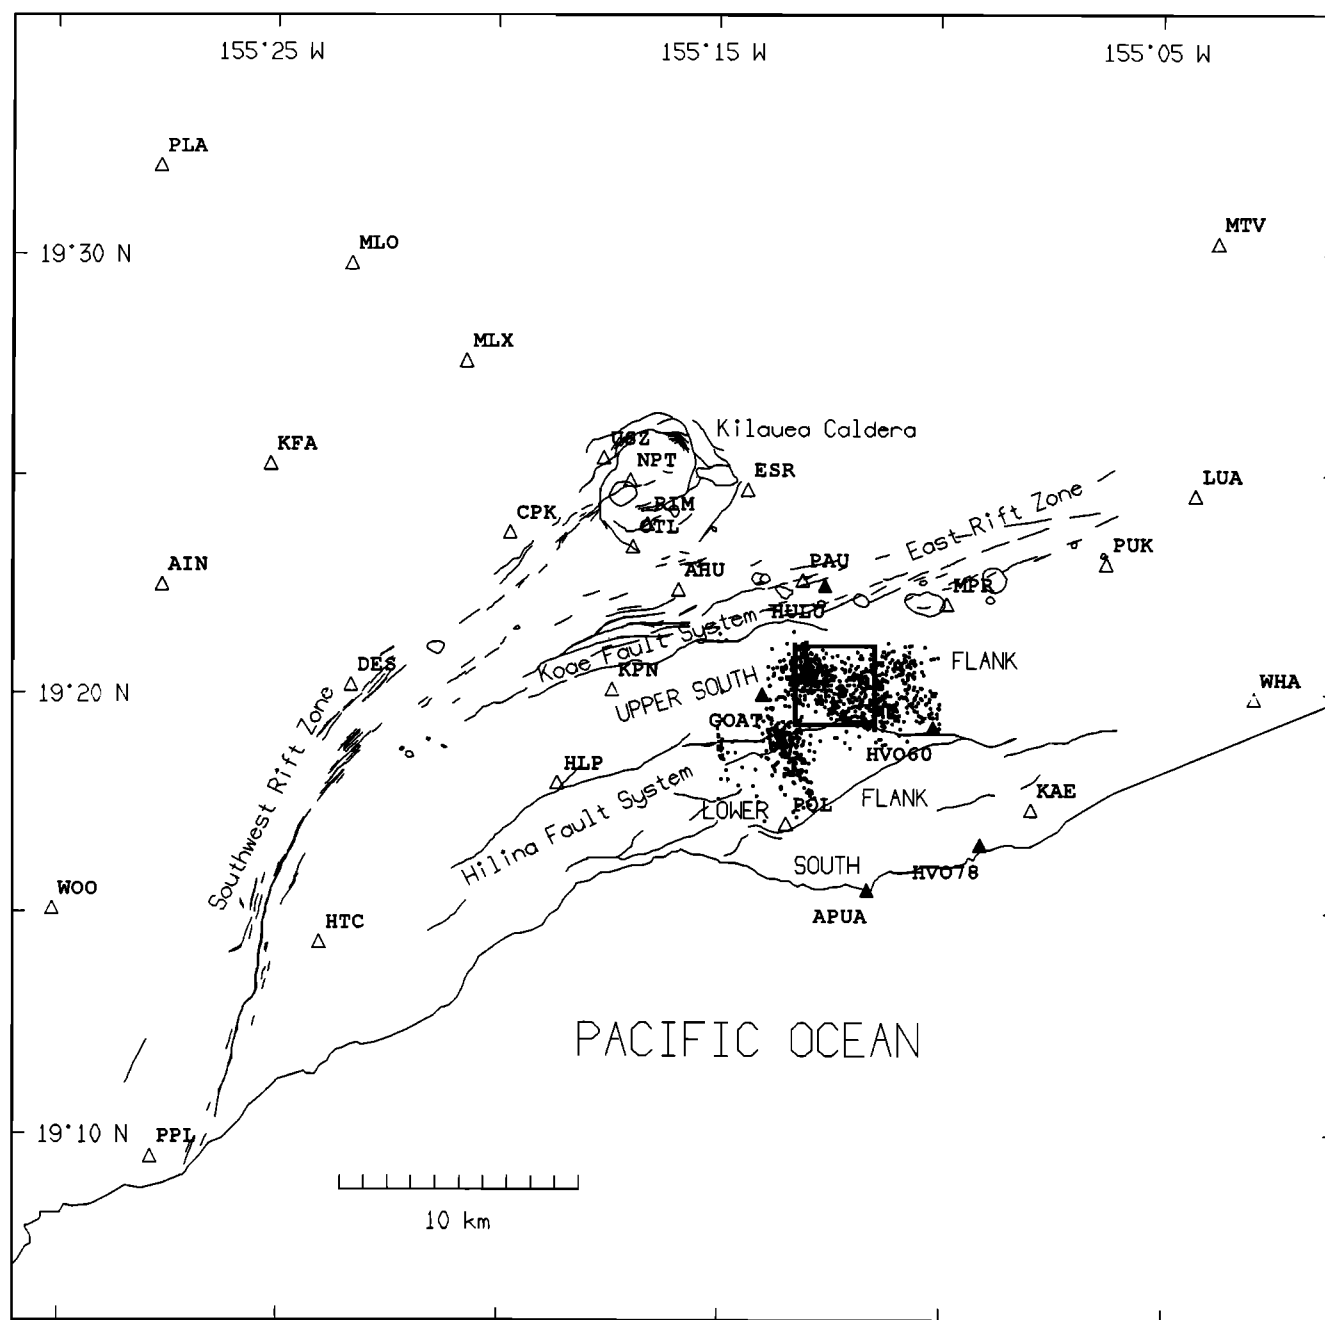 155°25 W
155°15 W
155°05 W
PLA
MTV
MLO
19°30 N
MLX
Kilauea Caldera
KFA
USZ
NPT
ESR
LUA
East Rift Zone
RIM
CPK
OTL
PUK
AIN
AHU
PAU
MPR
HULU
Koae Fault System
DES
KPN
FLANK
19°20 N
UPPER SOUTH
WHA
GOAT
HVO60
HLP
Southwest Rift Zone
Hilina Fault System
LOWER
POL
FLANK
KAE
SOUTH
HVO78
WOO
HTC
APUA
PACIFIC OCEAN
19°10 N
PPL
10 km